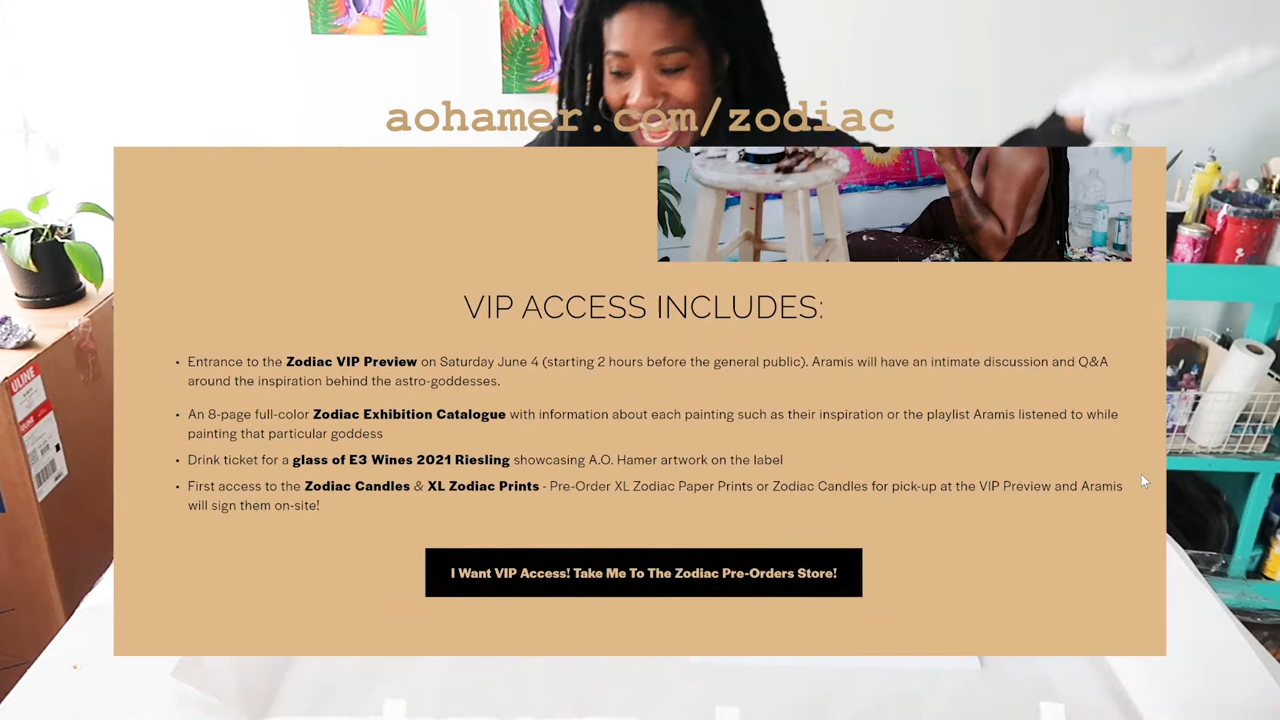 aohamer.com/zodiac
VIP ACCESS INCLUDES:
• Entrance to the Zodiac VIP Preview on Saturday June 4 (starting 2 hours before the general public). Aramis will have an intimate discussion and Q&A
around the inspiration behind the astro-goddesses.
• An 8-page full-color Zodiac Exhibition Catalogue with information about each painting such as their inspiration or the playlist Aramis listened to while
painting that particular goddess
• Drink ticket for a glass of E3 Wines 2021 Riesling showcasing A.O. Hamer artwork on the label
• First access to the Zodiac Candles & XL Zodiac Prints - Pre-Order XL Zodiac Paper Prints or Zodiac Candles for pick-up at the VIP Preview and Aramis
will sign them on-site!
I Want VIP Access! Take Me To The Zodiac Pre-Orders Store!
ULINE